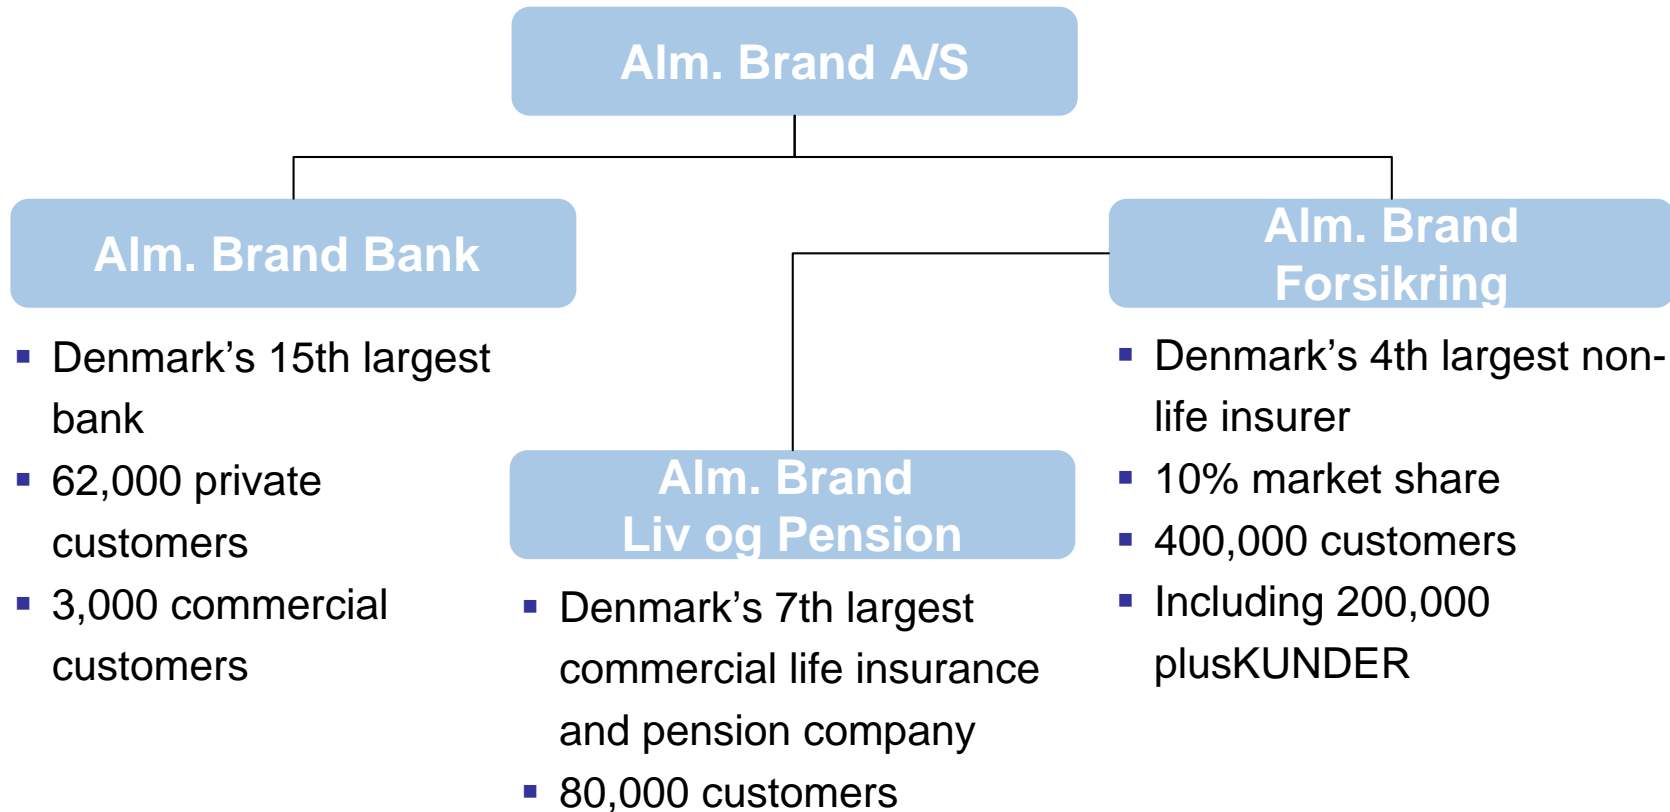 Alm. Brand A/S
Alm. Brand Bank
▪ Denmark’s 15th largest
bank
▪ 62,000 private
customers
▪ 3,000 commercial
customers
Alm. Brand
Liv og Pension
▪ Denmark’s 7th largest
commercial life insurance
and pension company
▪ 80,000 customers
Alm. Brand
Forsikring
▪ Denmark’s 4th largest non-
life insurer
▪ 10% market share
▪ 400,000 customers
▪ Including 200,000
plusKUNDER